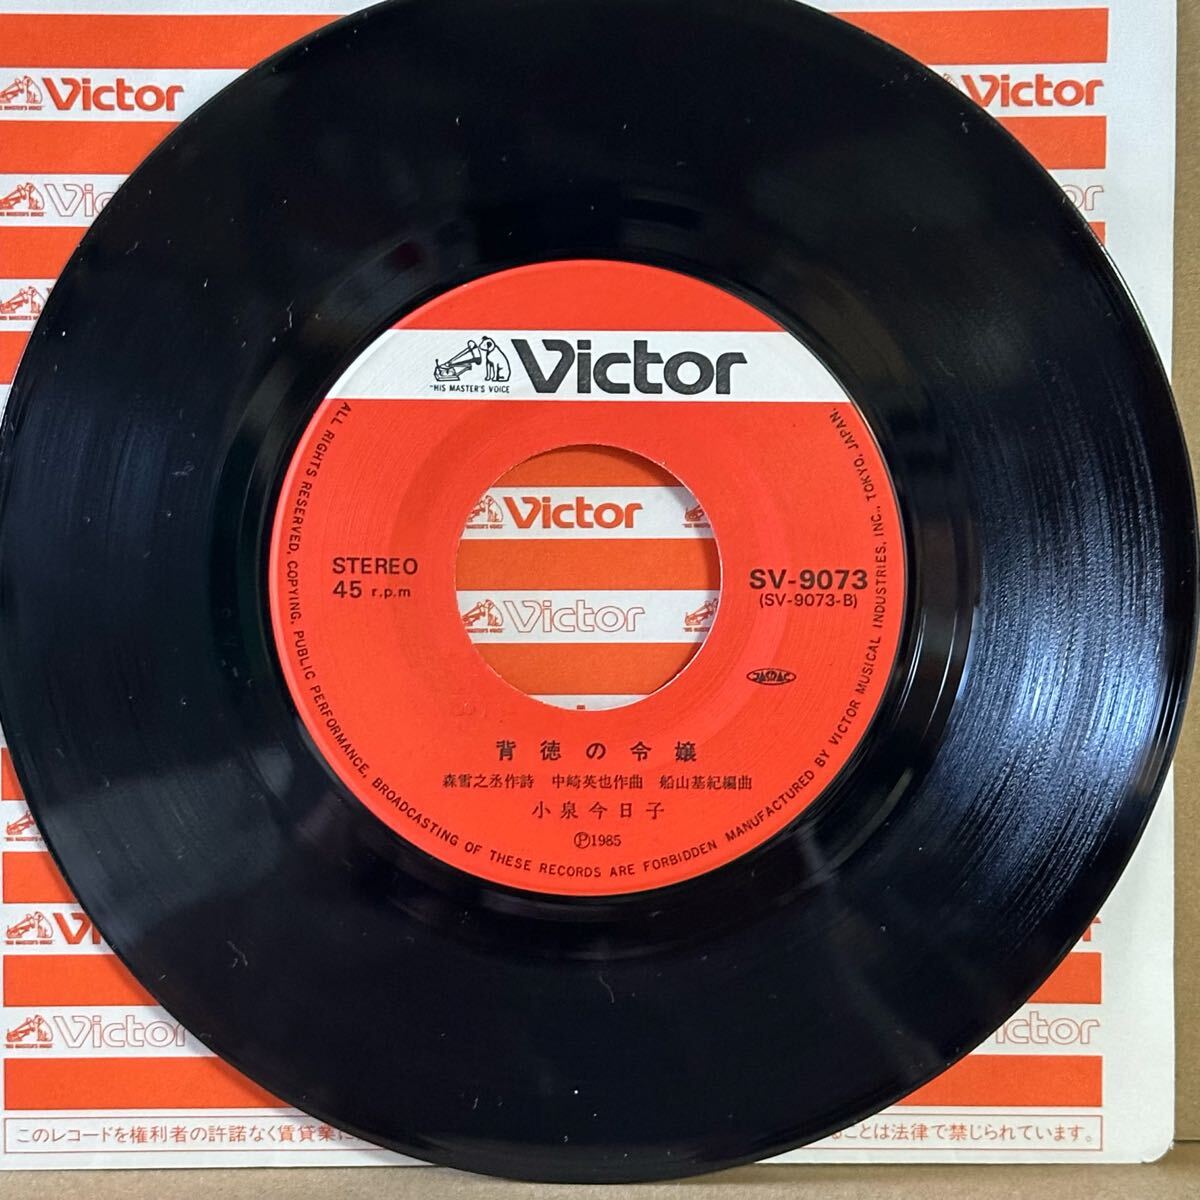 Victor
Victor
"HIS MASTER'S VOICE"
Victor
ALL RIGHTS RESERVED. COPYING, PUBLIC PERFORMANCE, BROADCASTING OF THESE RECORDS ARE FORBIDDEN MANUFACTURED BY VICTOR MUSICAL INDUSTRIES, INC., TOKYO, JAPAN.
Victor
STEREO
45 r.p.m
SV-9073
(SV-9073-B)
Victor
JASRAC
背徳の令嬢
森雪之丞作詩 中崎英也作曲 船山基紀編曲
小泉今日子
Ⓟ1985
Victor
ictor
このレコードを権利者の許諾なく賃貸業に
ることは法律で禁じられています。